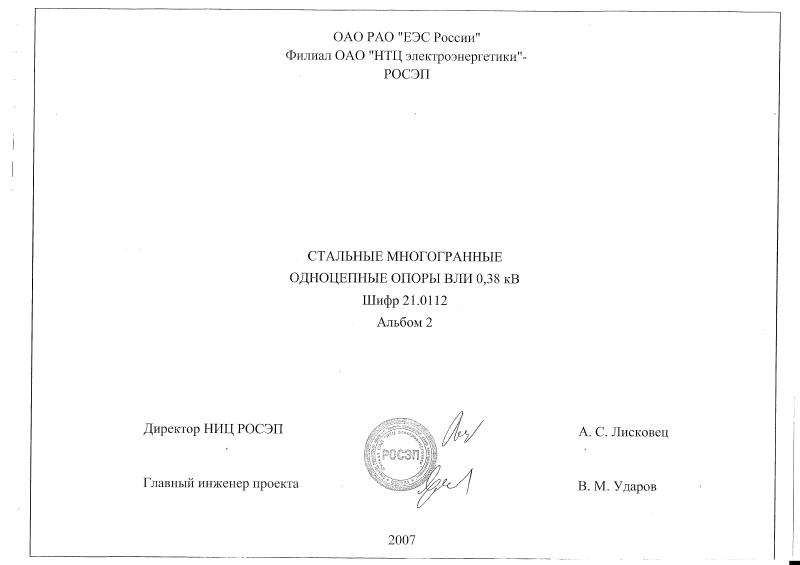 ОАО РАО "ЕЭС России"
Филиал ОАО "НТЦ электроэнергетики"-
РОСЭП
СТАЛЬНЫЕ МНОГОГРАННЫЕ
ОДНОЦЕПНЫЕ ОПОРЫ ВЛИ 0,38 кВ
Шифр 21.0112
Альбом 2
Директор НИЦ РОСЭП
А. С. Лисковец
РОСЭП
Главный инженер проекта
В. М. Ударов
2007